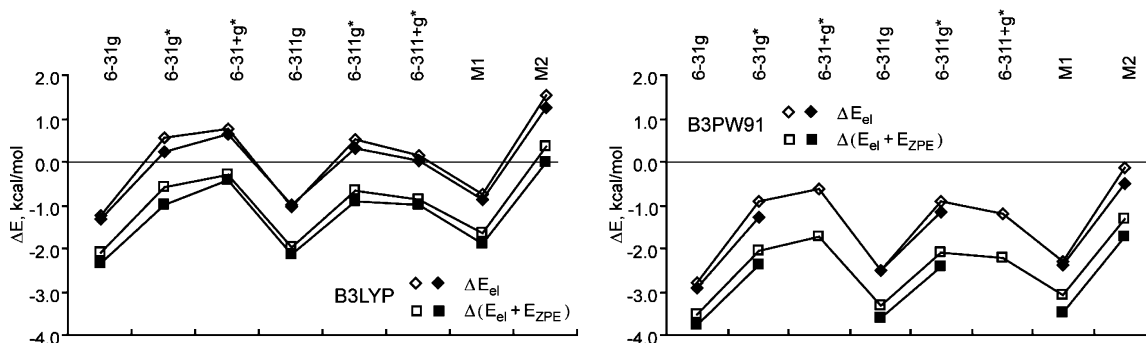 6-31g
6-31g*
6-31+g*
6-311g
6-311g*
6-311+g*
M1
M2
2.0
1.0
0.0
-1.0
-2.0
-3.0
-4.0
ΔE, kcal/mol
B3LYP
ΔE_el
Δ(E_el + E_ZPE)
6-31g
6-31g*
6-31+g*
6-311g
6-311g*
6-311+g*
M1
M2
2.0
1.0
0.0
-1.0
-2.0
-3.0
-4.0
ΔE, kcal/mol
B3PW91
ΔE_el
Δ(E_el + E_ZPE)